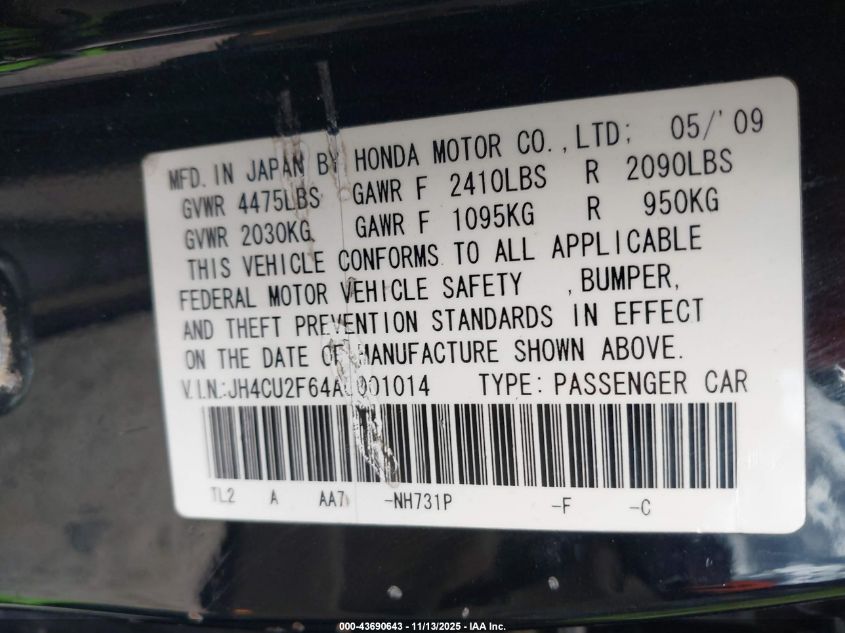 MFD. IN JAPAN BY HONDA MOTOR CO., LTD; 05/'09
GVWR 4475LBS GAWR F 2410LBS R 2090LBS
GVWR 2030KG GAWR F 1095KG R 950KG
THIS VEHICLE CONFORMS TO ALL APPLICABLE
FEDERAL MOTOR VEHICLE SAFETY , BUMPER,
AND THEFT PREVENTION STANDARDS IN EFFECT
ON THE DATE OF MANUFACTURE SHOWN ABOVE.
V.I.N.: TYPE: PASSENGER CAR
TL2 A AA7 -NH731P -F -C
000-43690643 - 11/13/2025 - IAA Inc.